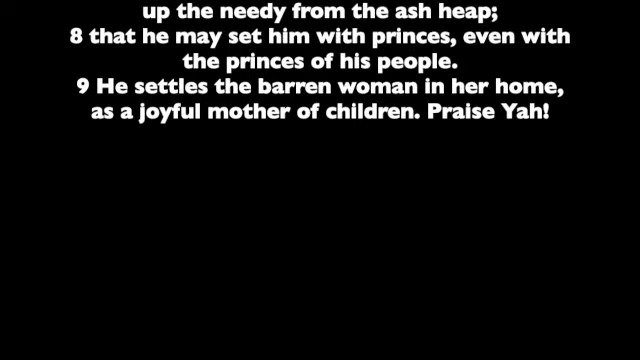 up the needy from the ash heap;
8 that he may set him with princes, even with
the princes of his people.
9 He settles the barren woman in her home,
as a joyful mother of children. Praise Yah!